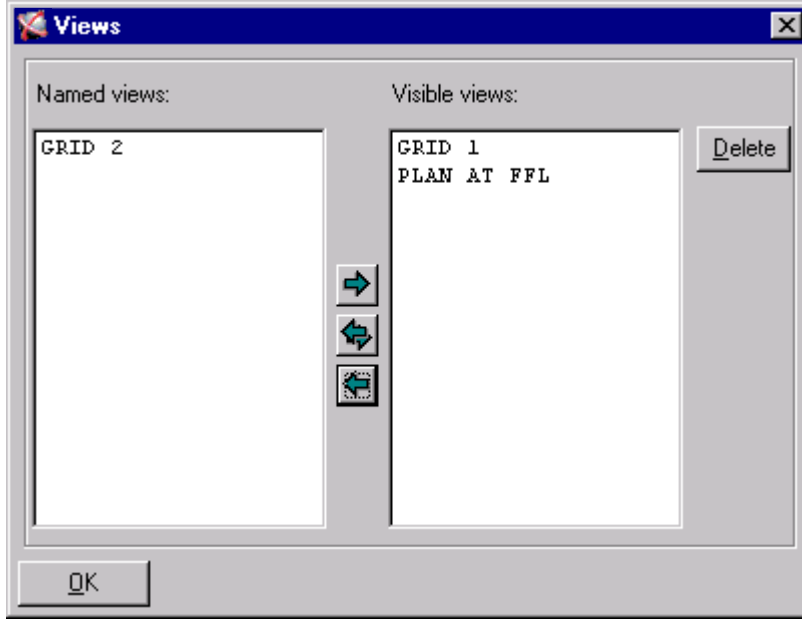 Views
Named views:
Visible views:
GRID 2
GRID 1
PLAN AT FFL
Delete
OK